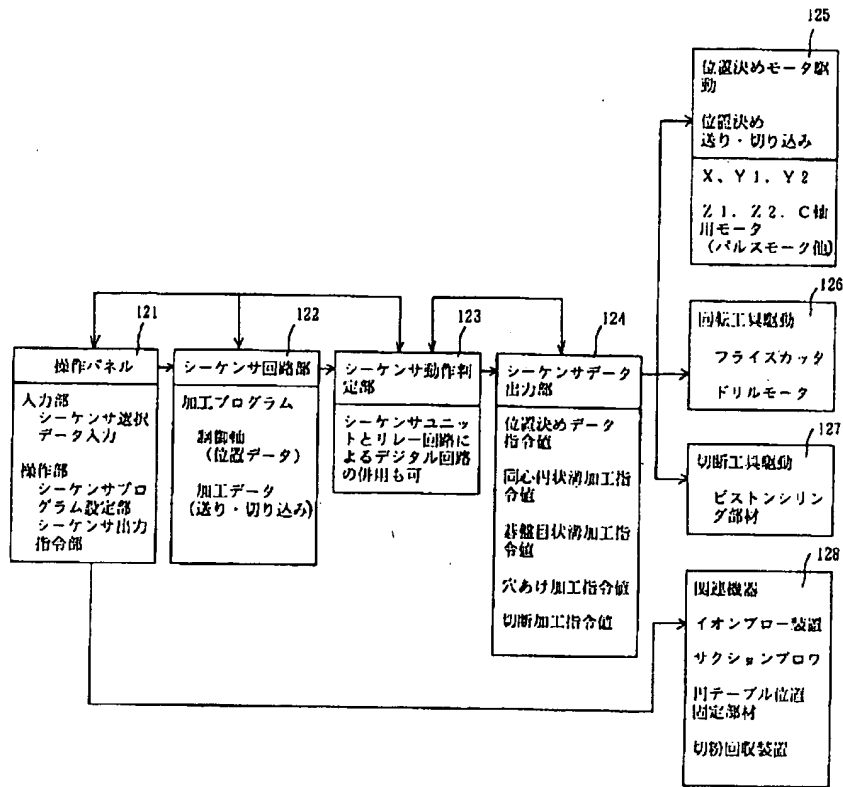 121
操作パネル
入力部
シーケンサ選択
データ入力
操作部
シーケンサプロ
グラム設定部
シーケンサ出力
指令部
122
シーケンサ回路部
加工プログラム
制御軸
(位置データ)
加工データ
(送り・切り込み)
123
シーケンサ動作判
定部
シーケンサユニッ
トとリレー回路に
よるデジタル回路
の併用も可
124
シーケンサデータ
出力部
位置決めデータ
指令値
同心円状溝加工指
令値
碁盤目状溝加工指
令値
穴あけ加工指令値
切断加工指令値
125
位置決めモータ駆
動
位置決め
送り・切り込み
X、Y1、Y2
Z1.Z2.C軸
用モータ
(パルスモータ他)
126
回転工具駆動
フライスカッタ
ドリルモータ
127
切断工具駆動
ピストンシリン
ダ部材
128
関連機器
イオンブロー装置
サクションブロワ
円テーブル位置
固定部材
切粉回収装置